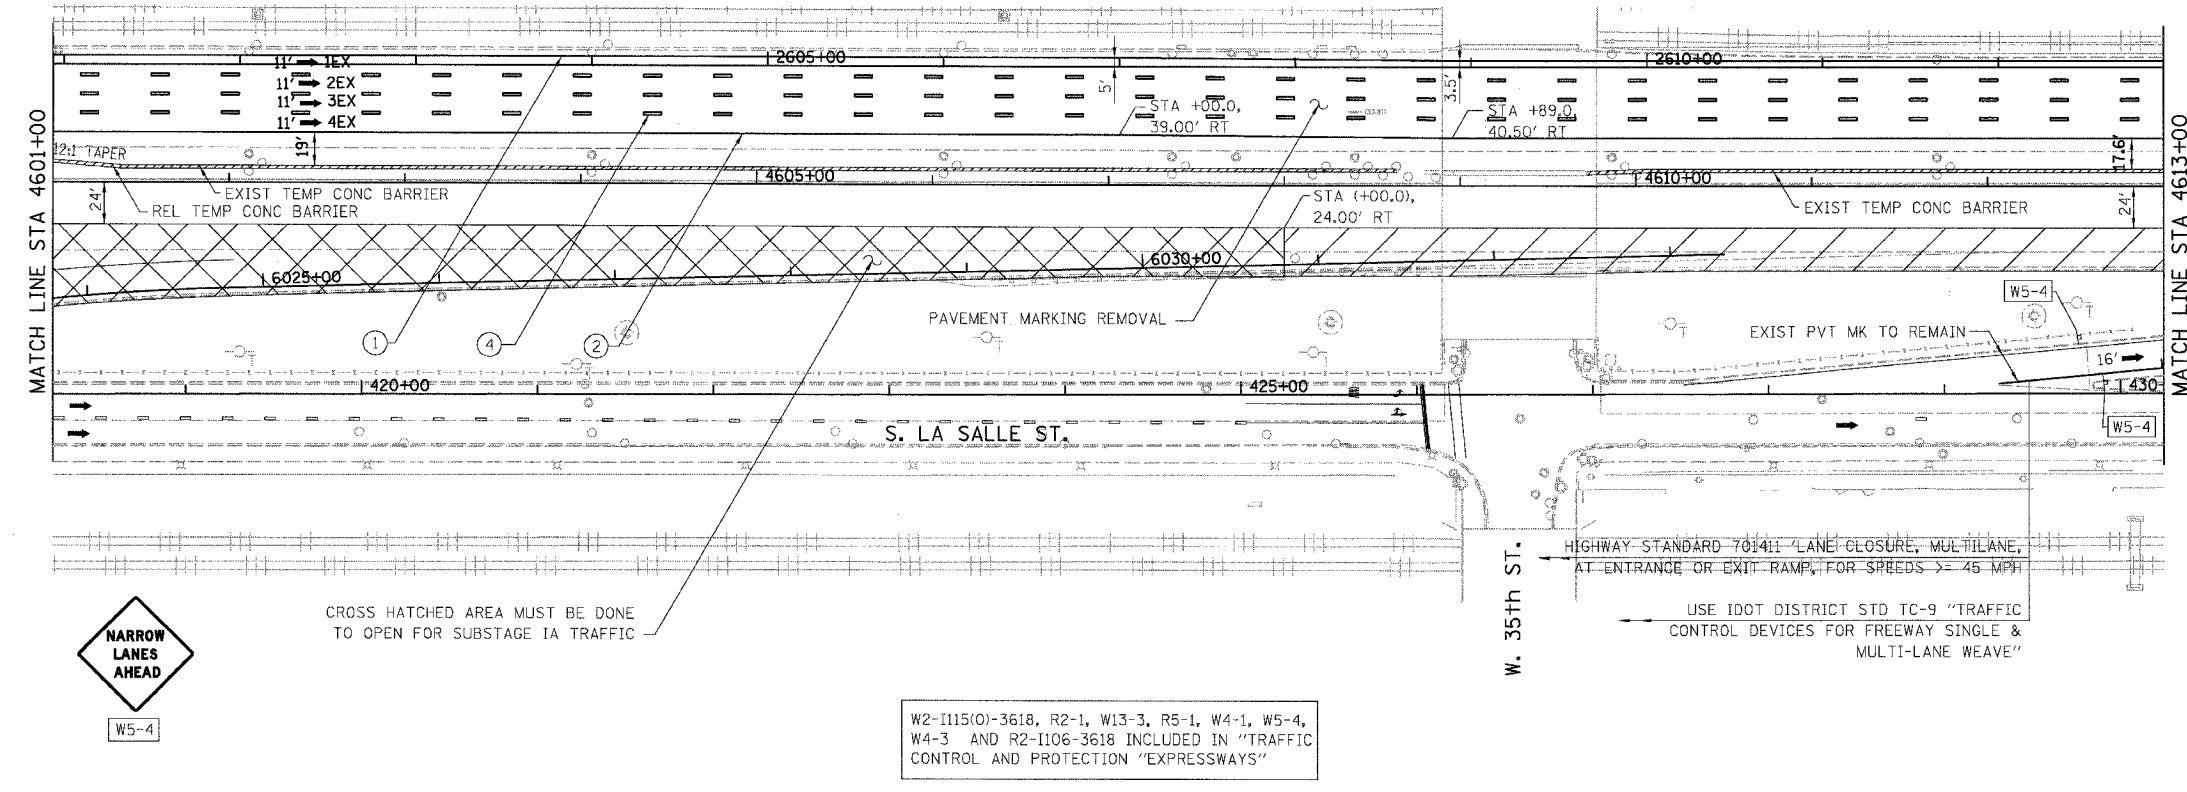 MATCH LINE STA 4601+00
MATCH LINE STA 4613+00
11' 1EX
11' 2EX
11' 3EX
11' 4EX
2605+00
2610+00
5'
3.5'
STA +00.0,
39.00' RT
STA +89.0,
40.50' RT
12:1 TAPER
19'
17.6'
EXIST TEMP CONC BARRIER
REL TEMP CONC BARRIER
4605+00
4610+00
24'
STA (+00.0),
24.00' RT
EXIST TEMP CONC BARRIER
24'
6025+00
6030+00
W5-4
PAVEMENT MARKING REMOVAL
EXIST PVT MK TO REMAIN
1
4
2
16'
420+00
425+00
430
W5-4
S. LA SALLE ST.
W. 35th ST.
HIGHWAY STANDARD 701411 "LANE CLOSURE, MULTILANE,
AT ENTRANCE OR EXIT RAMP, FOR SPEEDS >= 45 MPH
USE IDOT DISTRICT STD TC-9 "TRAFFIC
CONTROL DEVICES FOR FREEWAY SINGLE &
MULTI-LANE WEAVE"
CROSS HATCHED AREA MUST BE DONE
TO OPEN FOR SUBSTAGE IA TRAFFIC
NARROW
LANES
AHEAD
W5-4
W2-I115(O)-3618, R2-1, W13-3, R5-1, W4-1, W5-4,
W4-3 AND R2-I106-3618 INCLUDED IN "TRAFFIC
CONTROL AND PROTECTION "EXPRESSWAYS"